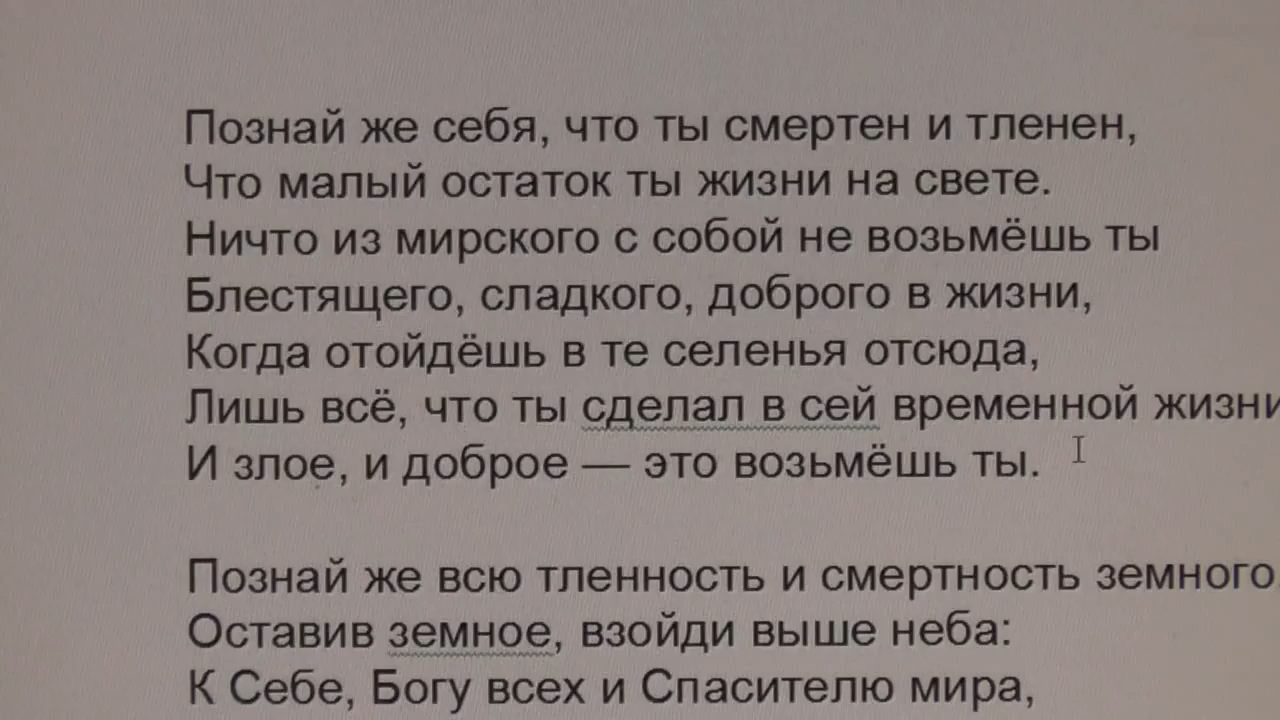 Познай же себя, что ты смертен и тленен,
Что малый остаток ты жизни на свете.
Ничто из мирского с собой не возьмёшь ты
Блестящего, сладкого, доброго в жизни,
Когда отойдёшь в те селенья отсюда,
Лишь всё, что ты сделал в сей временной жизни
И злое, и доброе — это возьмёшь ты.
Познай же всю тленность и смертность земного
Оставив земное, взойди выше неба:
К Себе, Богу всех и Спасителю мира,